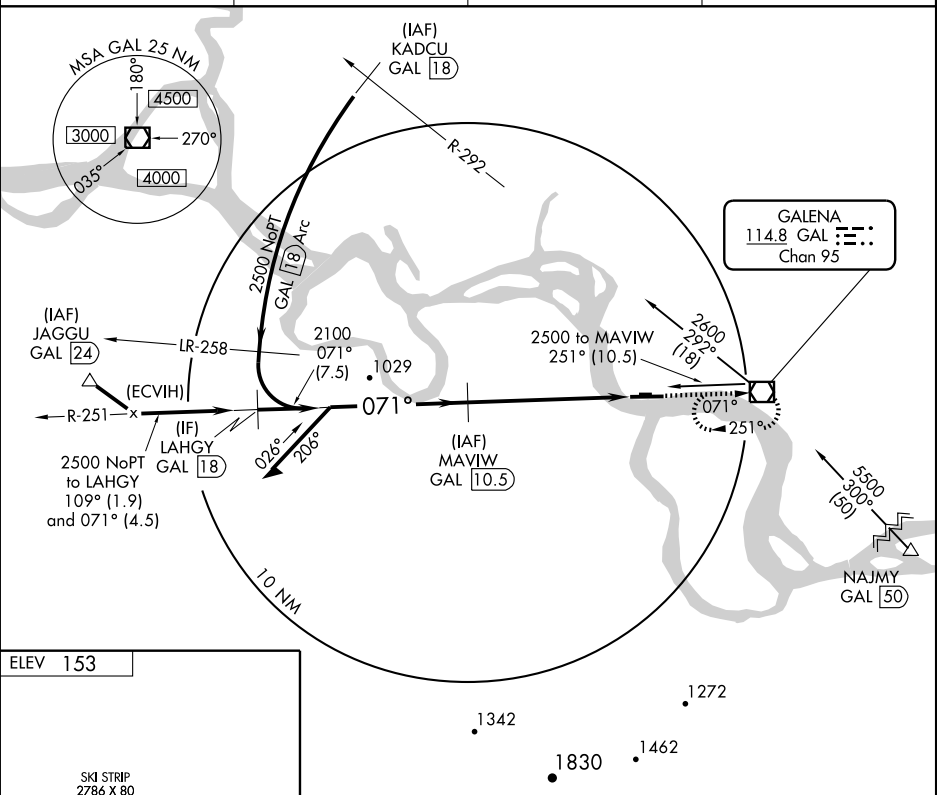 MSA GAL 25 NM
180°
4500
3000
270°
035°
4000
(IAF)
KADCU
GAL 18
R-292
2500 NoPT
GAL 18 Arc
GALENA
114.8 GAL
Chan 95
(IAF)
JAGGU
GAL 24
LR-258
2100
071°
(7.5)
1029
2500 to MAVIW
251° (10.5)
2600
292°
(18)
(ECVIH)
R-251
x
071°
071°
251°
(IF)
LAHGY
GAL 18
026°
206°
(IAF)
MAVIW
GAL 10.5
2500 NoPT
to LAHGY
109° (1.9)
and 071° (4.5)
5500
300°
(50)
NAJMY
GAL 50
10 NM
ELEV 153
1272
1342
1462
1830
SKI STRIP
2786 X 80